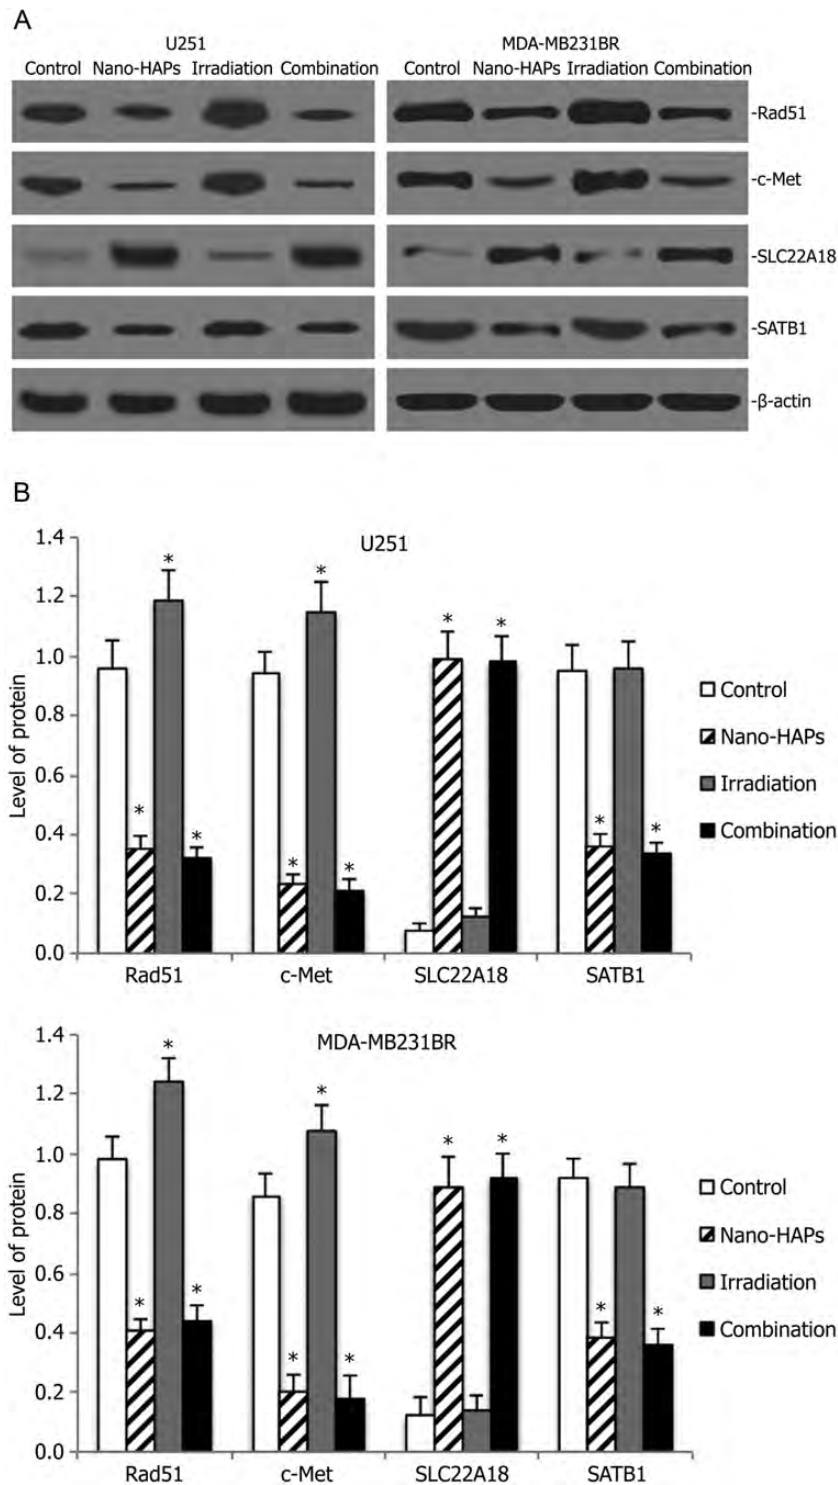 A
U251 MDA-MB231BR
Control Nano-HAPs Irradiation Combination Control Nano-HAPs Irradiation Combination
-Rad51
-c-Met
-SLC22A18
-SATB1
-β-actin
B
U251
Level of protein
1.4
1.2
1.0
0.8
0.6
0.4
0.2
0.0
* * * * * * * * * *
Rad51 c-Met SLC22A18 SATB1
Control
Nano-HAPs
Irradiation
Combination
MDA-MB231BR
Level of protein
1.4
1.2
1.0
0.8
0.6
0.4
0.2
0.0
* * * * * * * * * *
Rad51 c-Met SLC22A18 SATB1
Control
Nano-HAPs
Irradiation
Combination